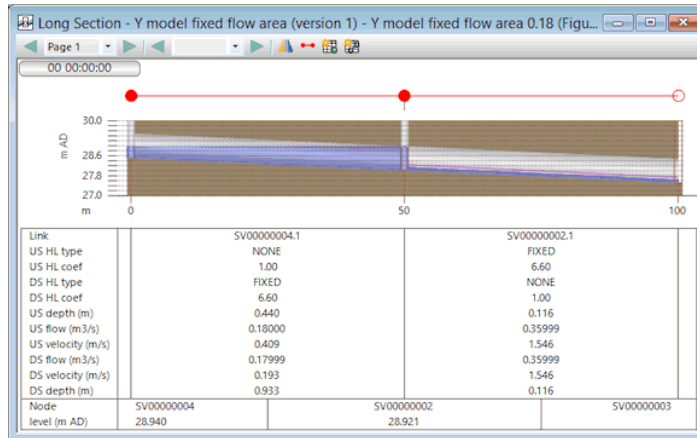 Long Section - Y model fixed flow area (version 1) - Y model fixed flow area 0.18 (Figu...
Page 1
00 00:00:00
30.0
m AD
28.6
27.8
27.0
m 0 50 100
Link SV00000004.1 SV00000002.1
US HL type NONE FIXED
US HL coef 1.00 6.60
DS HL type FIXED NONE
DS HL coef 6.60 1.00
US depth (m) 0.440 0.116
US flow (m3/s) 0.18000 0.35999
US velocity (m/s) 0.409 1.546
DS flow (m3/s) 0.17999 0.35999
DS velocity (m/s) 0.193 1.546
DS depth (m) 0.933 0.116
Node SV00000004 SV00000002 SV00000003
level (m AD) 28.940 28.921